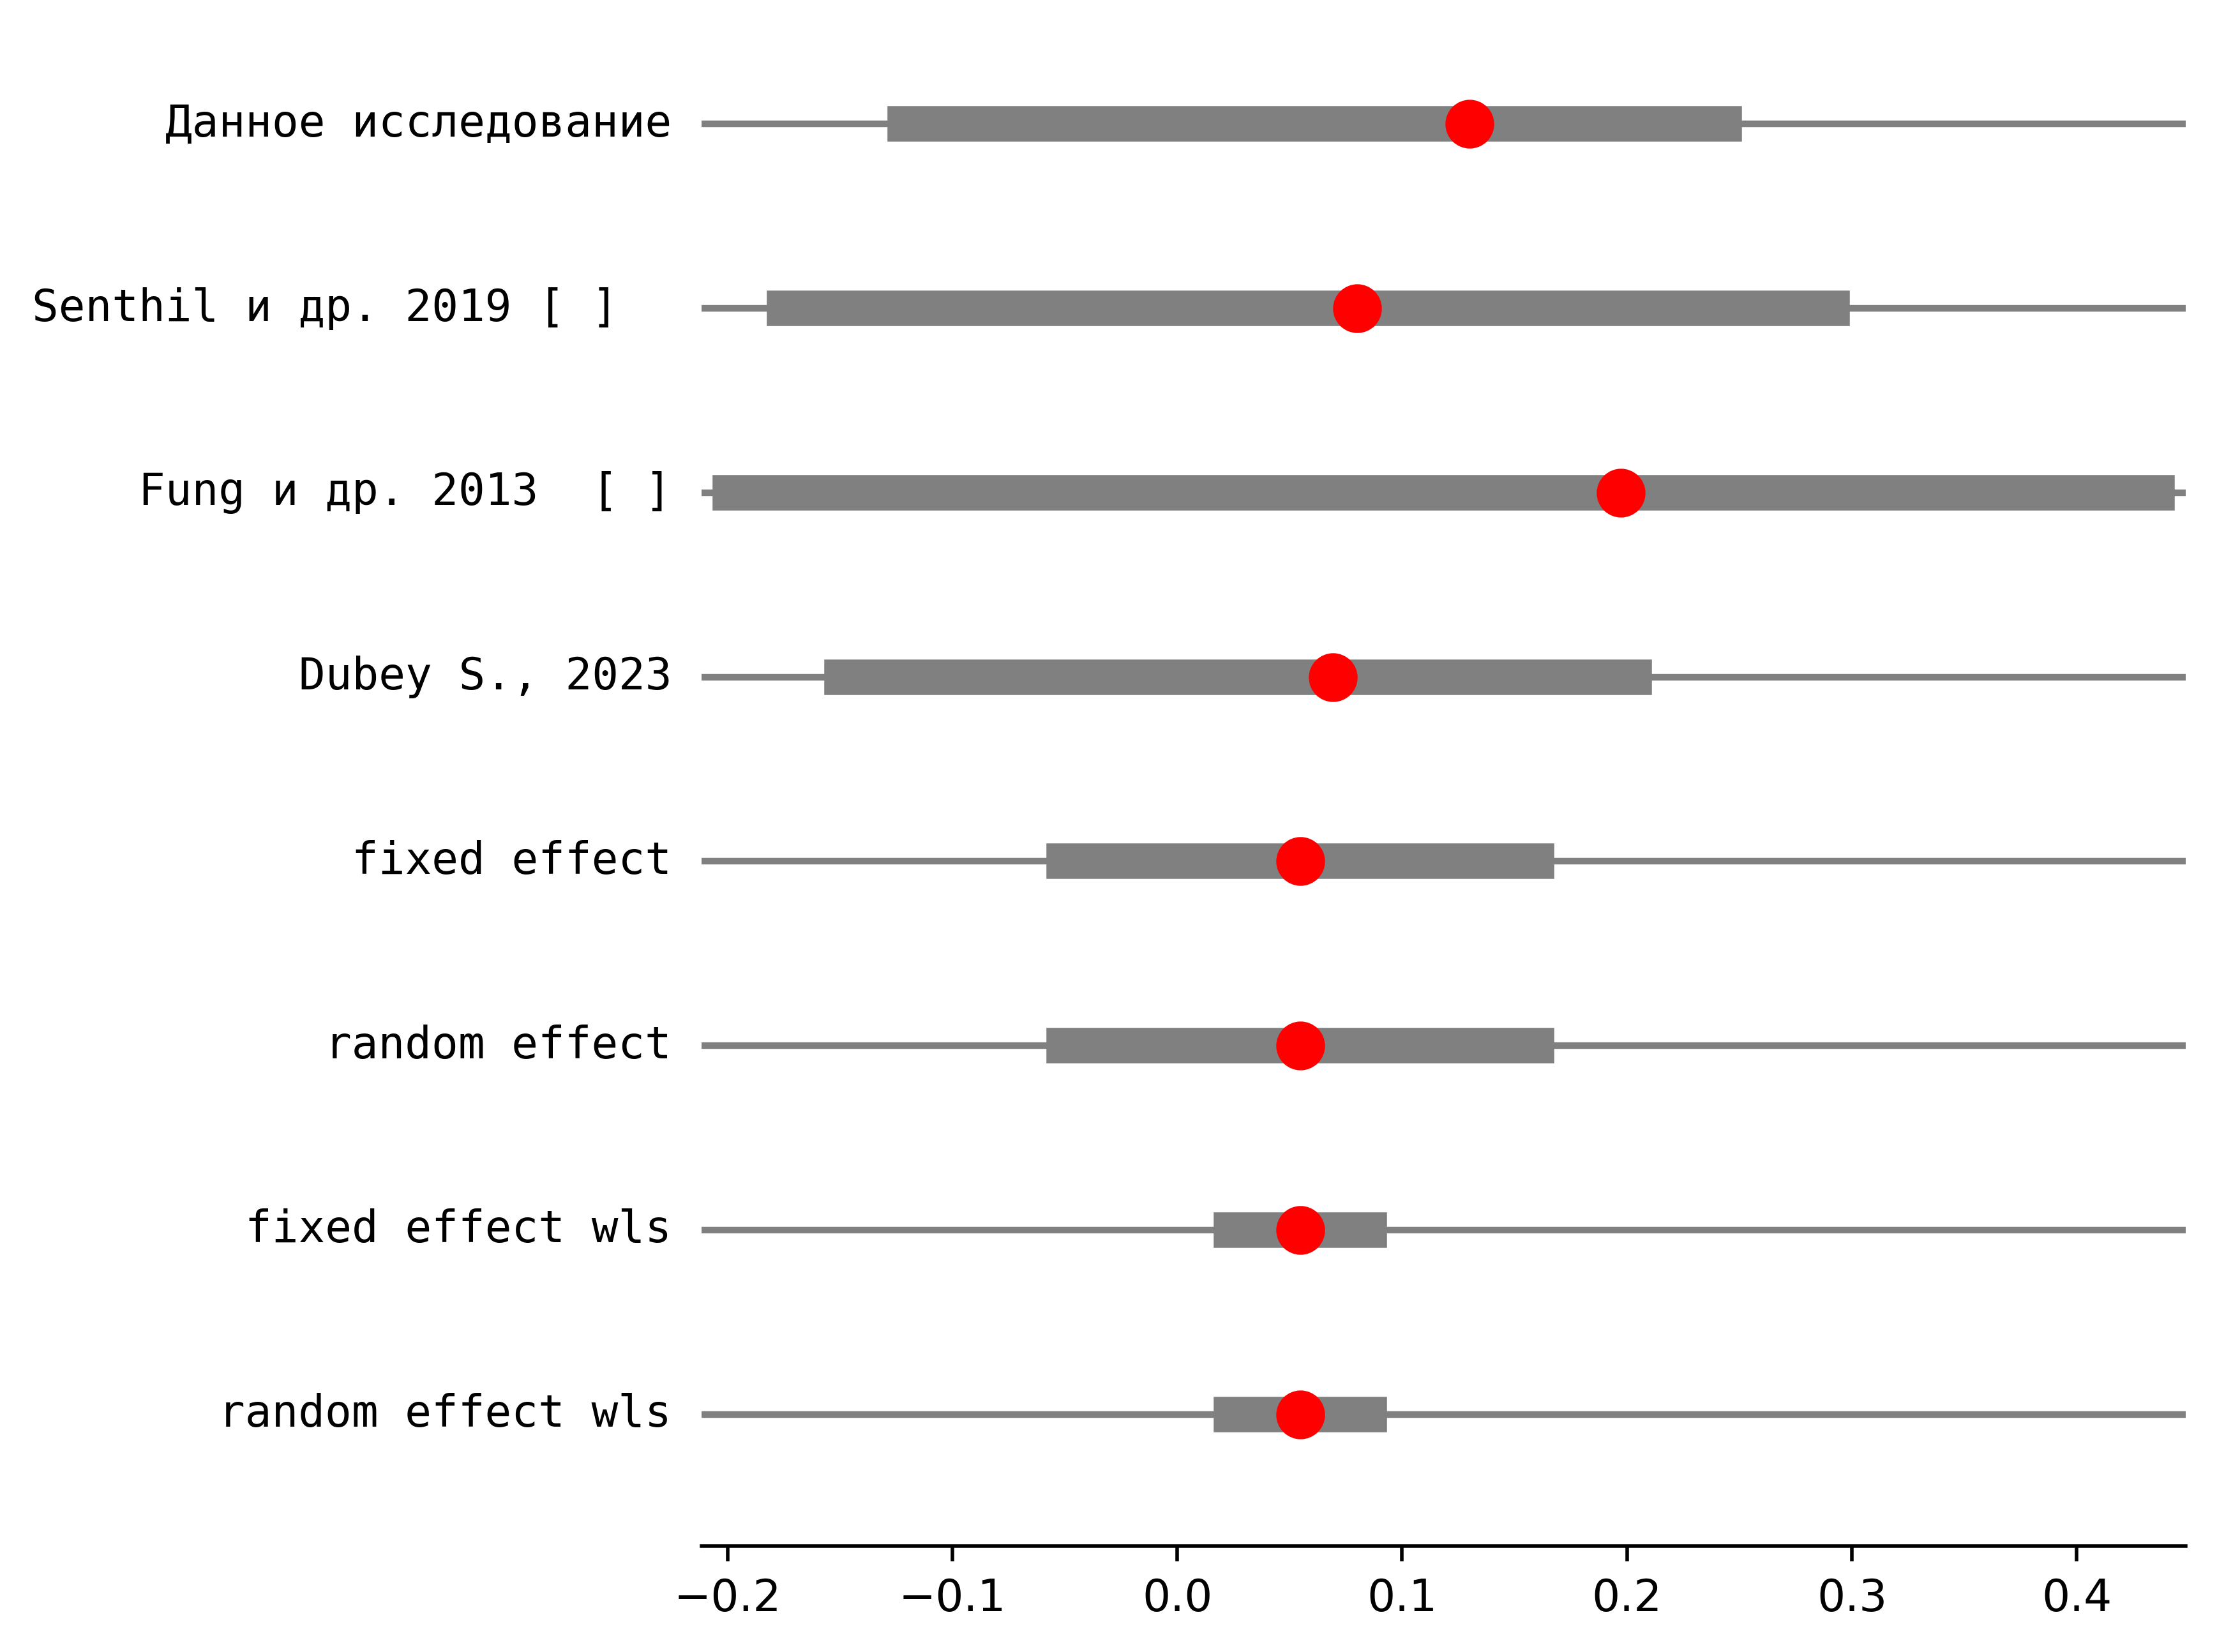 Данное исследование
Senthil и др. 2019 [ ]
Fung и др. 2013  [ ]
Dubey S., 2023
fixed effect
random effect
fixed effect wls
random effect wls
−0.2 −0.1 0.0 0.1 0.2 0.3 0.4